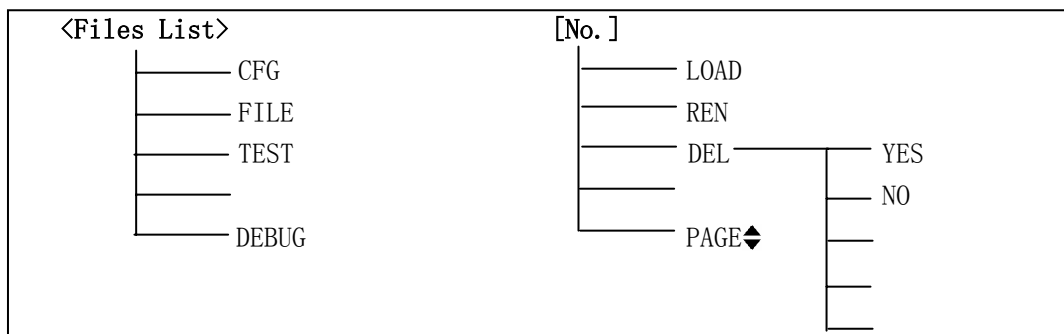 <Files List>
CFG
FILE
TEST
DEBUG
[No.]
LOAD
REN
DEL
YES
NO
PAGE